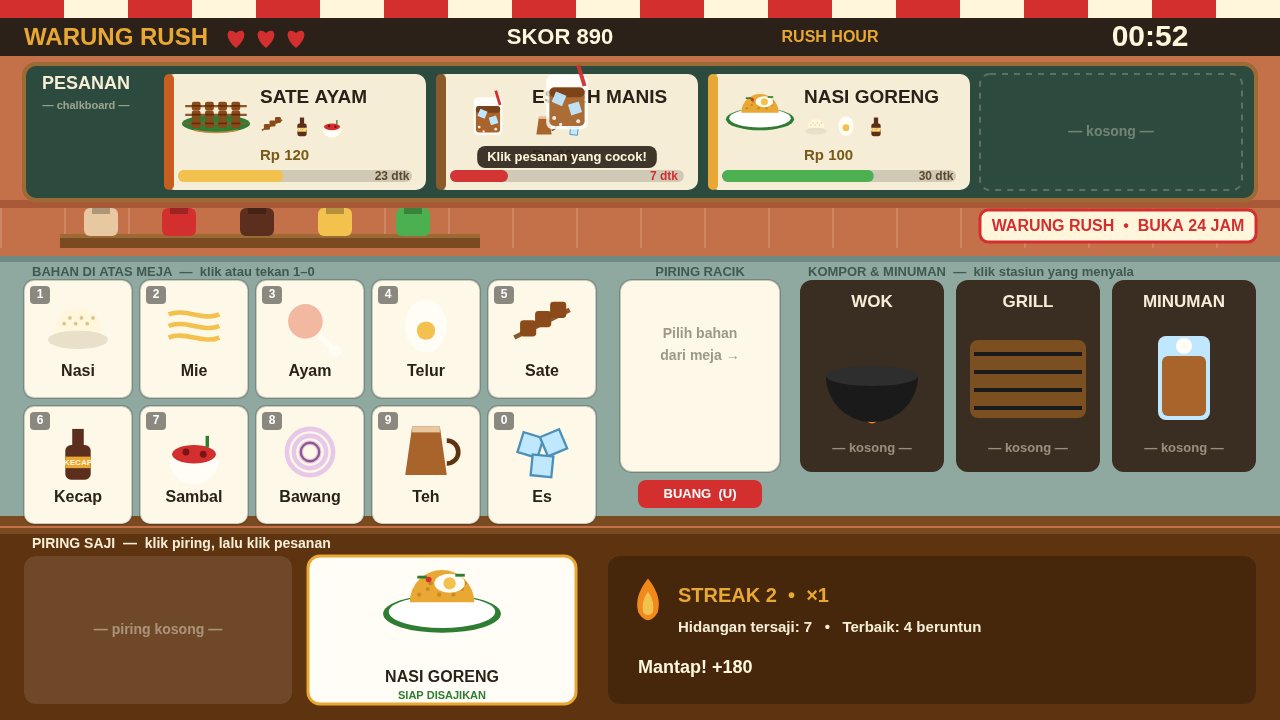 WARUNG RUSH
SKOR 890
RUSH HOUR
00:52
PESANAN
— chalkboard —
SATE AYAM
Rp 120
23 dtk
MANIS
7 dtk
Klik pesanan yang cocok!
NASI GORENG
Rp 100
30 dtk
— kosong —
WARUNG RUSH • BUKA 24 JAM
BAHAN DI ATAS MEJA — klik atau tekan 1–0
PIRING RACIK
KOMPOR & MINUMAN — klik stasiun yang menyala
1
2
3
4
5
Nasi
Mie
Ayam
Telur
Sate
6
7
8
9
0
KECAP
Kecap
Sambal
Bawang
Teh
Es
Pilih bahan
dari meja →
BUANG (U)
WOK
GRILL
MINUMAN
— kosong —
— kosong —
— kosong —
PIRING SAJI — klik piring, lalu klik pesanan
— piring kosong —
NASI GORENG
SIAP DISAJIKAN
STREAK 2 • ×1
Hidangan tersaji: 7 • Terbaik: 4 beruntun
Mantap! +180